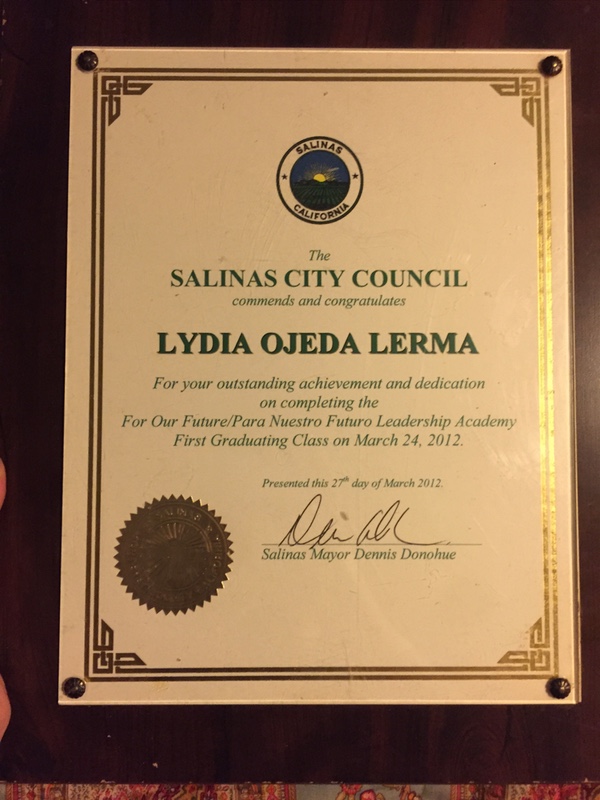 SALINAS
CALIFORNIA
The
SALINAS CITY COUNCIL
commends and congratulates
LYDIA OJEDA LERMA
For your outstanding achievement and dedication
on completing the
For Our Future/Para Nuestro Futuro Leadership Academy
First Graduating Class on March 24, 2012.
Presented this 27th day of March 2012.
Salinas Mayor Dennis Donohue